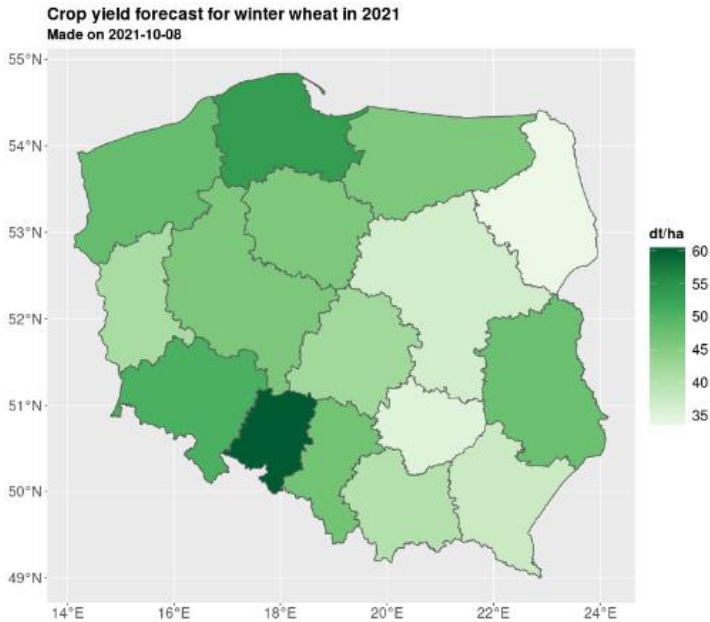 Crop yield forecast for winter wheat in 2021
Made on 2021-10-08
55°N
54°N
53°N
52°N
51°N
50°N
49°N
14°E 16°E 18°E 20°E 22°E 24°E
dt/ha
60
55
50
45
40
35